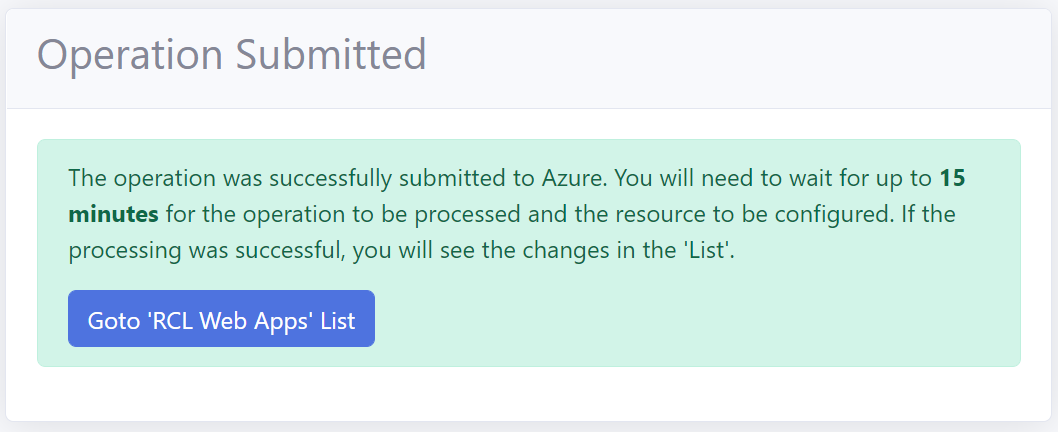 Operation Submitted
The operation was successfully submitted to Azure. You will need to wait for up to 15
minutes for the operation to be processed and the resource to be configured. If the
processing was successful, you will see the changes in the 'List'.
Goto 'RCL Web Apps' List